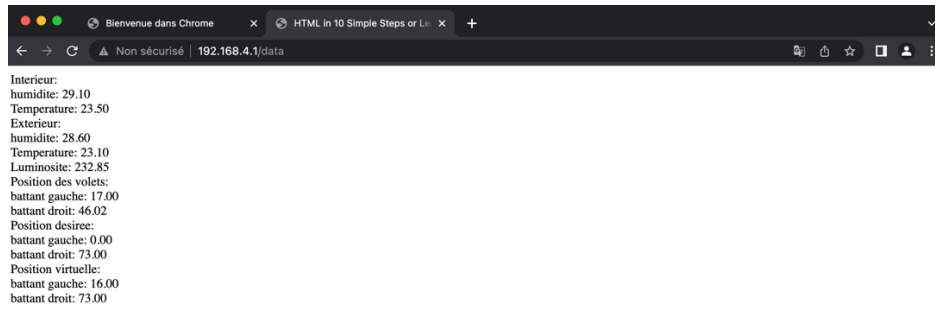 Bienvenue dans Chrome
HTML in 10 Simple Steps or Le
Non sécurisé | 192.168.4.1/data
Interieur:
humidite: 29.10
Temperature: 23.50
Exterieur:
humidite: 28.60
Temperature: 23.10
Luminosite: 232.85
Position des volets:
battant gauche: 17.00
battant droit: 46.02
Position desiree:
battant gauche: 0.00
battant droit: 73.00
Position virtuelle:
battant gauche: 16.00
battant droit: 73.00